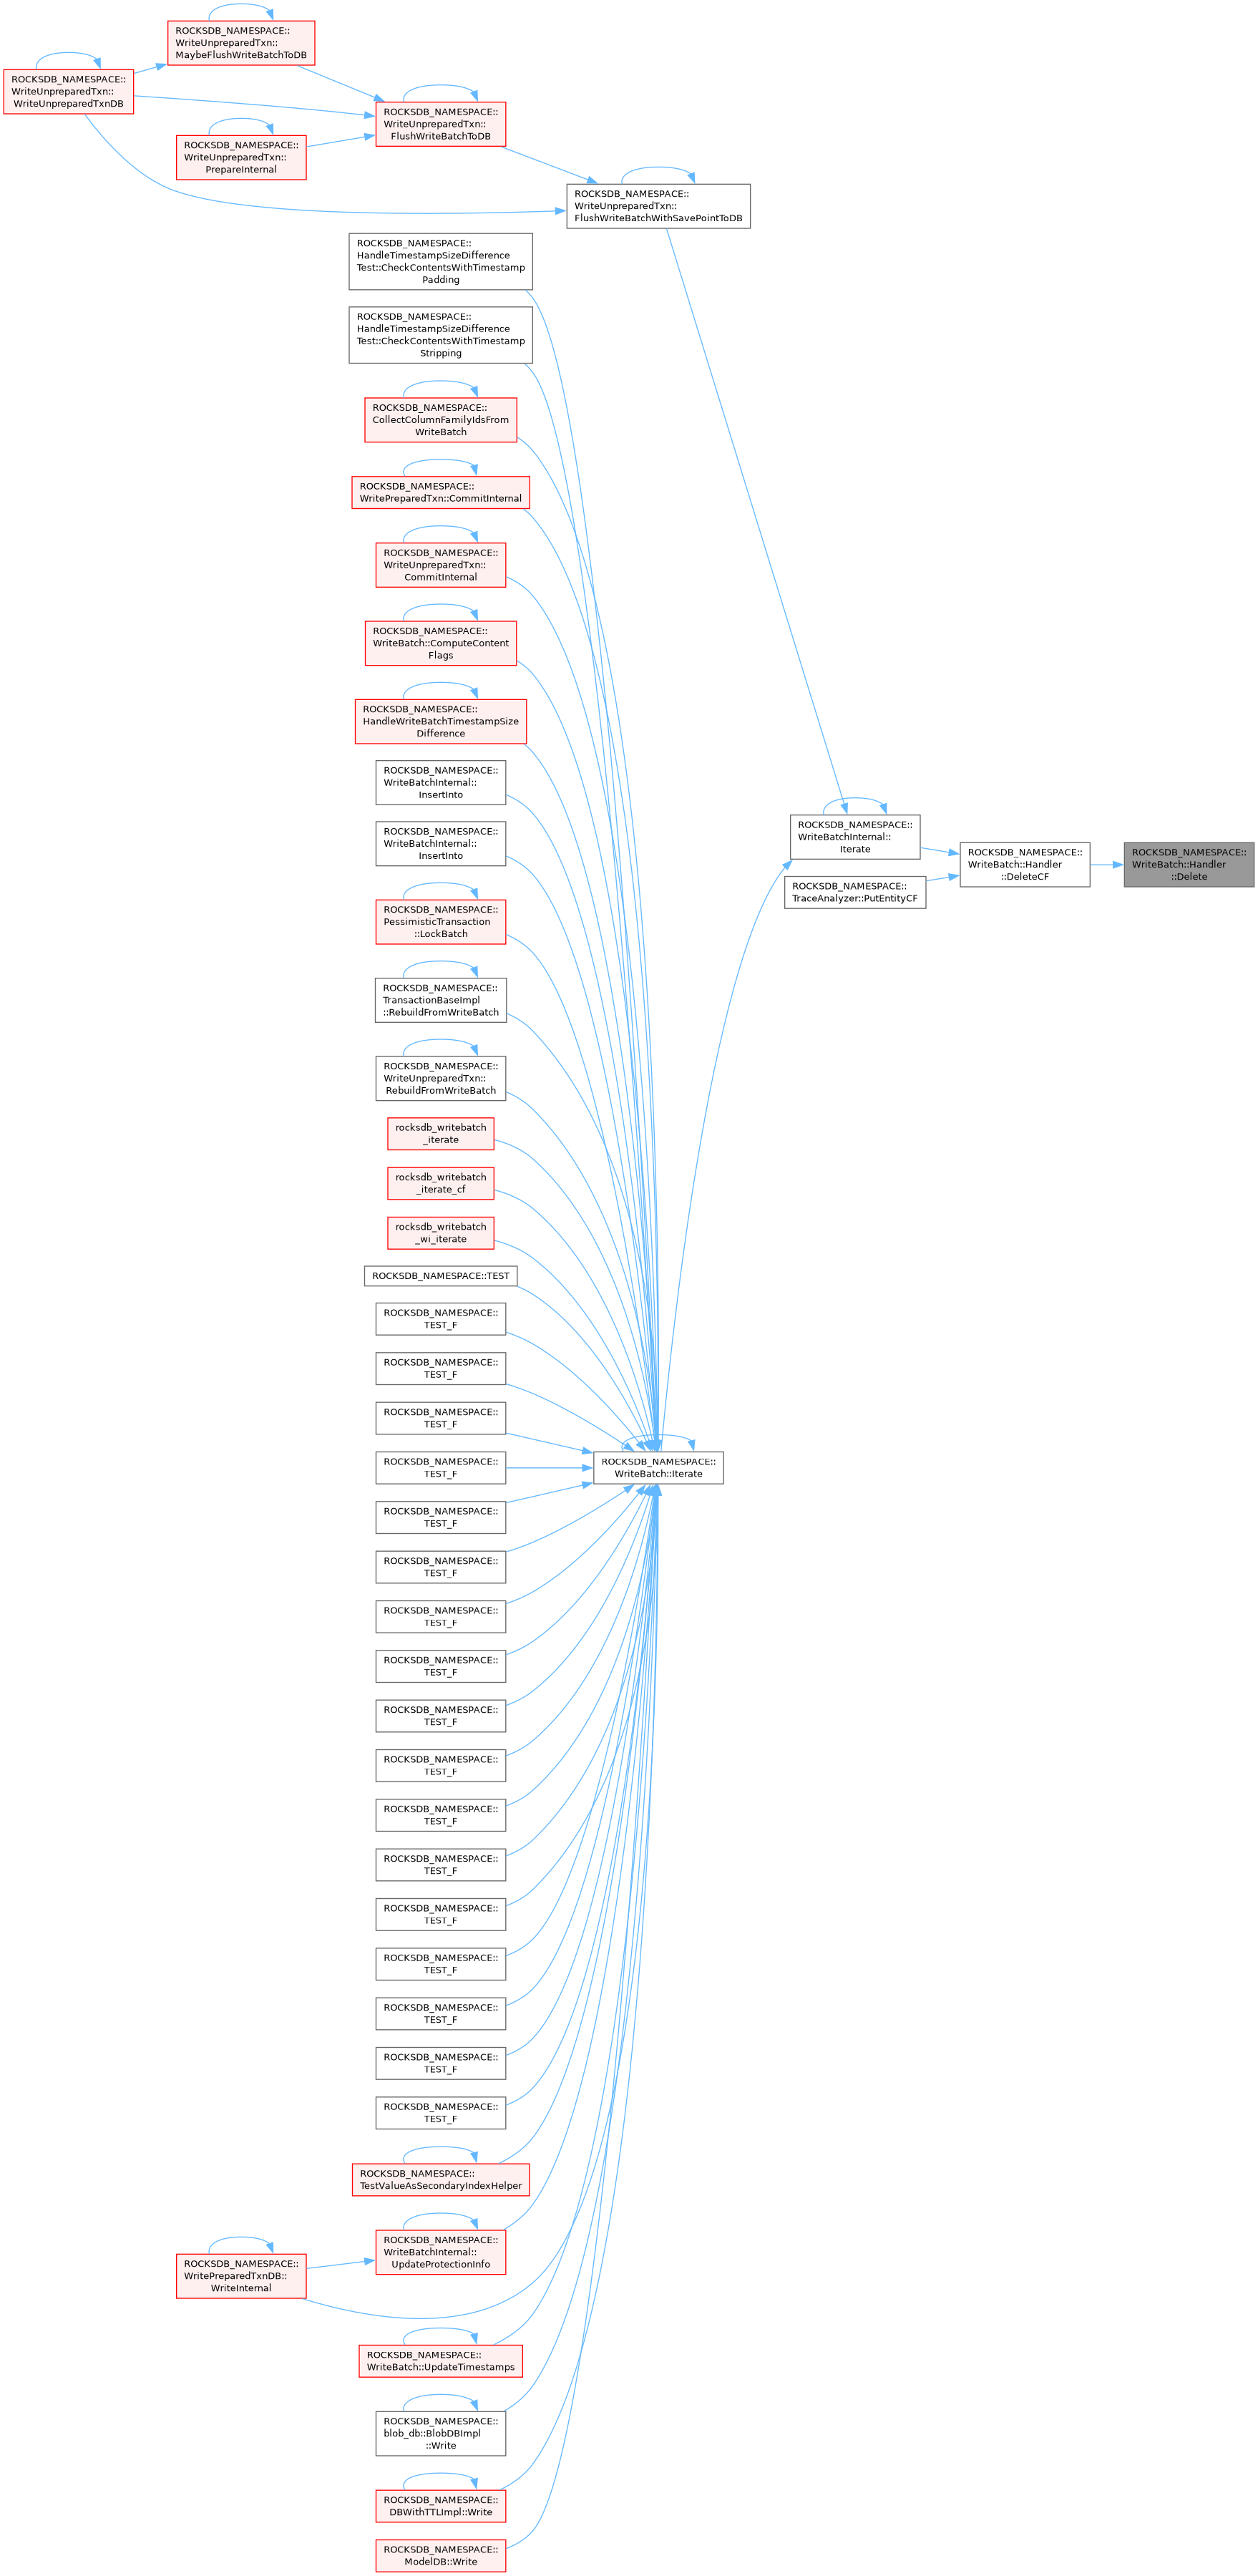 ROCKSDB_NAMESPACE::
WriteUnpreparedTxn::
MaybeFlushWriteBatchToDB
ROCKSDB_NAMESPACE::
WriteUnpreparedTxn::
WriteUnpreparedTxnDB
ROCKSDB_NAMESPACE::
WriteUnpreparedTxn::
FlushWriteBatchToDB
ROCKSDB_NAMESPACE::
WriteUnpreparedTxn::
PrepareInternal
ROCKSDB_NAMESPACE::
WriteUnpreparedTxn::
FlushWriteBatchWithSavePointToDB
ROCKSDB_NAMESPACE::
HandleTimestampSizeDifference
Test::CheckContentsWithTimestamp
Padding
ROCKSDB_NAMESPACE::
HandleTimestampSizeDifference
Test::CheckContentsWithTimestamp
Stripping
ROCKSDB_NAMESPACE::
CollectColumnFamilyIdsFrom
WriteBatch
ROCKSDB_NAMESPACE::
WritePreparedTxn::CommitInternal
ROCKSDB_NAMESPACE::
WriteUnpreparedTxn::
CommitInternal
ROCKSDB_NAMESPACE::
WriteBatch::ComputeContent
Flags
ROCKSDB_NAMESPACE::
HandleWriteBatchTimestampSize
Difference
ROCKSDB_NAMESPACE::
WriteBatchInternal::
InsertInto
ROCKSDB_NAMESPACE::
WriteBatchInternal::
InsertInto
ROCKSDB_NAMESPACE::
WriteBatchInternal::
Iterate
ROCKSDB_NAMESPACE::
WriteBatch::Handler
::DeleteCF
ROCKSDB_NAMESPACE::
WriteBatch::Handler
::Delete
ROCKSDB_NAMESPACE::
TraceAnalyzer::PutEntityCF
ROCKSDB_NAMESPACE::
PessimisticTransaction
::LockBatch
ROCKSDB_NAMESPACE::
TransactionBaseImpl
::RebuildFromWriteBatch
ROCKSDB_NAMESPACE::
WriteUnpreparedTxn::
RebuildFromWriteBatch
rocksdb_writebatch
_iterate
rocksdb_writebatch
_iterate_cf
rocksdb_writebatch
_wi_iterate
ROCKSDB_NAMESPACE::TEST
ROCKSDB_NAMESPACE::
TEST_F
ROCKSDB_NAMESPACE::
TEST_F
ROCKSDB_NAMESPACE::
TEST_F
ROCKSDB_NAMESPACE::
WriteBatch::Iterate
ROCKSDB_NAMESPACE::
TEST_F
ROCKSDB_NAMESPACE::
TEST_F
ROCKSDB_NAMESPACE::
TEST_F
ROCKSDB_NAMESPACE::
TEST_F
ROCKSDB_NAMESPACE::
TEST_F
ROCKSDB_NAMESPACE::
TEST_F
ROCKSDB_NAMESPACE::
TEST_F
ROCKSDB_NAMESPACE::
TEST_F
ROCKSDB_NAMESPACE::
TEST_F
ROCKSDB_NAMESPACE::
TEST_F
ROCKSDB_NAMESPACE::
TEST_F
ROCKSDB_NAMESPACE::
TEST_F
ROCKSDB_NAMESPACE::
TEST_F
ROCKSDB_NAMESPACE::
TEST_F
ROCKSDB_NAMESPACE::
TestValueAsSecondaryIndexHelper
ROCKSDB_NAMESPACE::
WriteBatchInternal::
UpdateProtectionInfo
ROCKSDB_NAMESPACE::
WritePreparedTxnDB::
WriteInternal
ROCKSDB_NAMESPACE::
WriteBatch::UpdateTimestamps
ROCKSDB_NAMESPACE::
blob_db::BlobDBImpl
::Write
ROCKSDB_NAMESPACE::
DBWithTTLImpl::Write
ROCKSDB_NAMESPACE::
ModelDB::Write